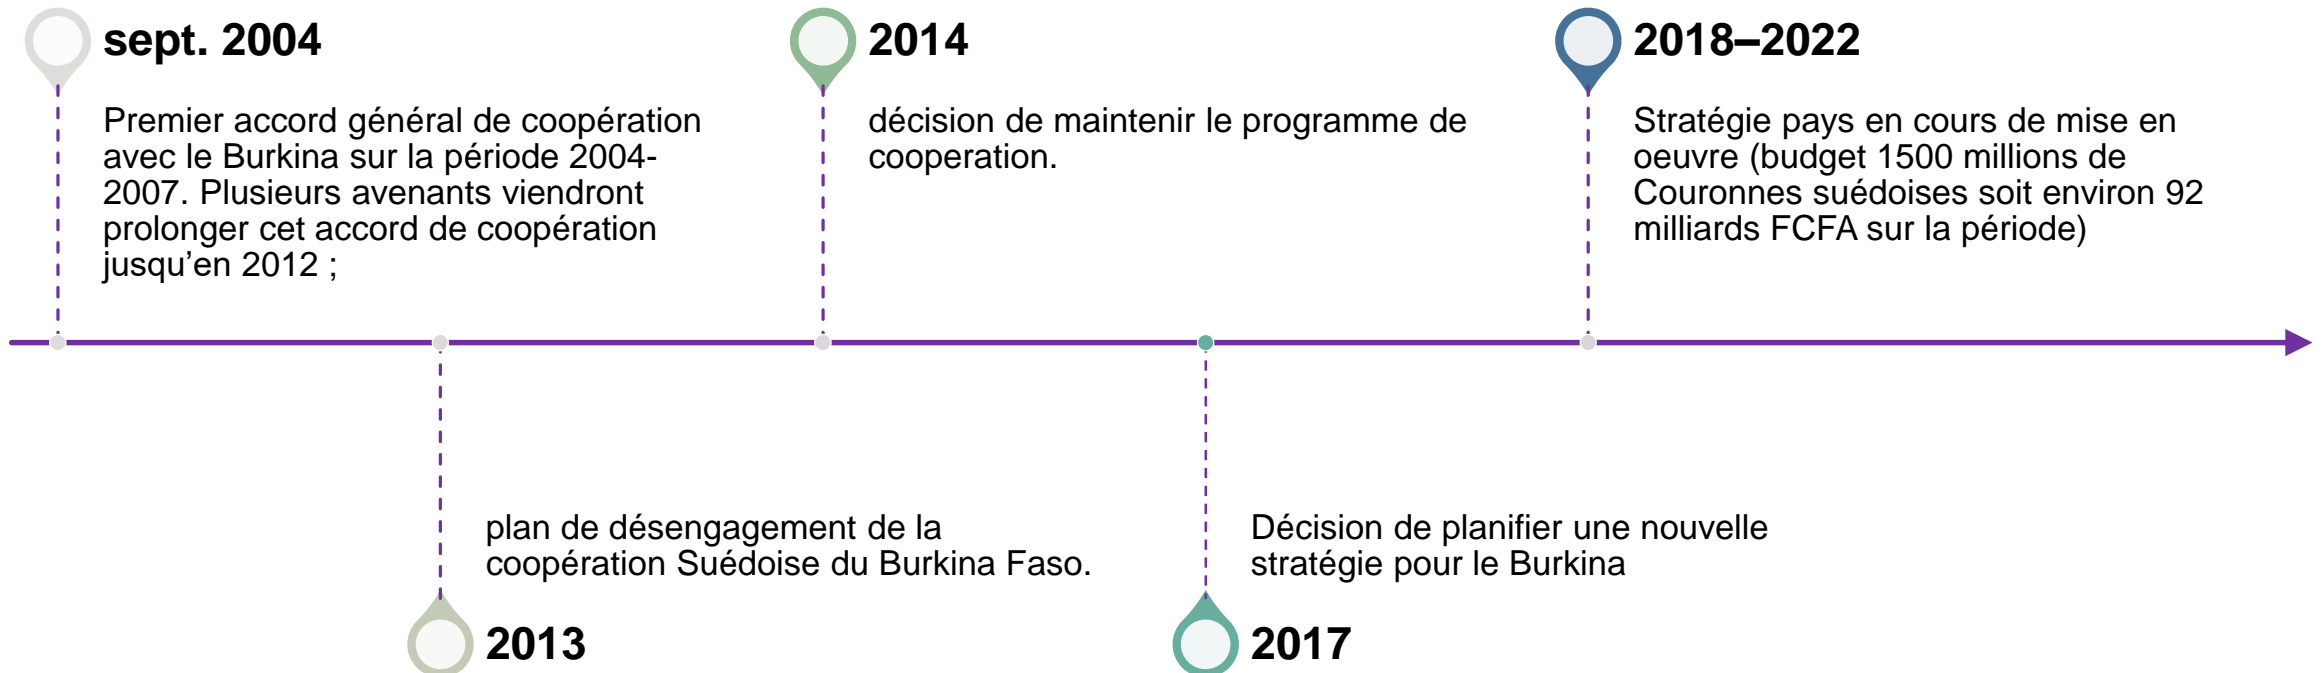 sept. 2004
Premier accord général de coopération
avec le Burkina sur la période 2004-
2007. Plusieurs avenants viendront
prolonger cet accord de coopération
jusqu’en 2012 ;
plan de désengagement de la
coopération Suédoise du Burkina Faso.
2013
2014
décision de maintenir le programme de
cooperation.
Décision de planifier une nouvelle
stratégie pour le Burkina
2017
2018–2022
Stratégie pays en cours de mise en
oeuvre (budget 1500 millions de
Couronnes suédoises soit environ 92
milliards FCFA sur la période)